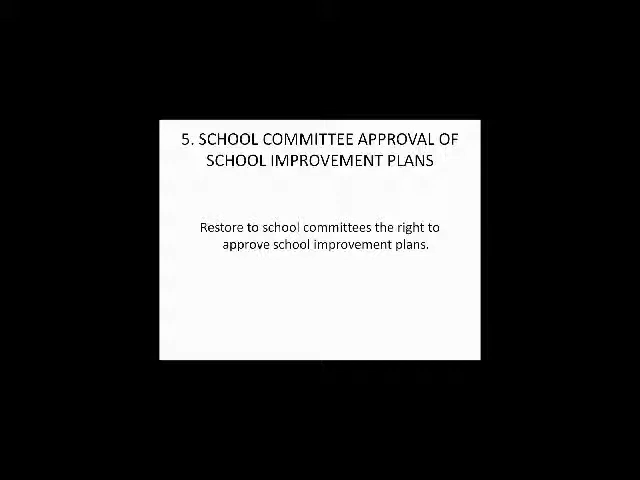 5. SCHOOL COMMITTEE APPROVAL OF
SCHOOL IMPROVEMENT PLANS
Restore to school committees the right to
approve school improvement plans.